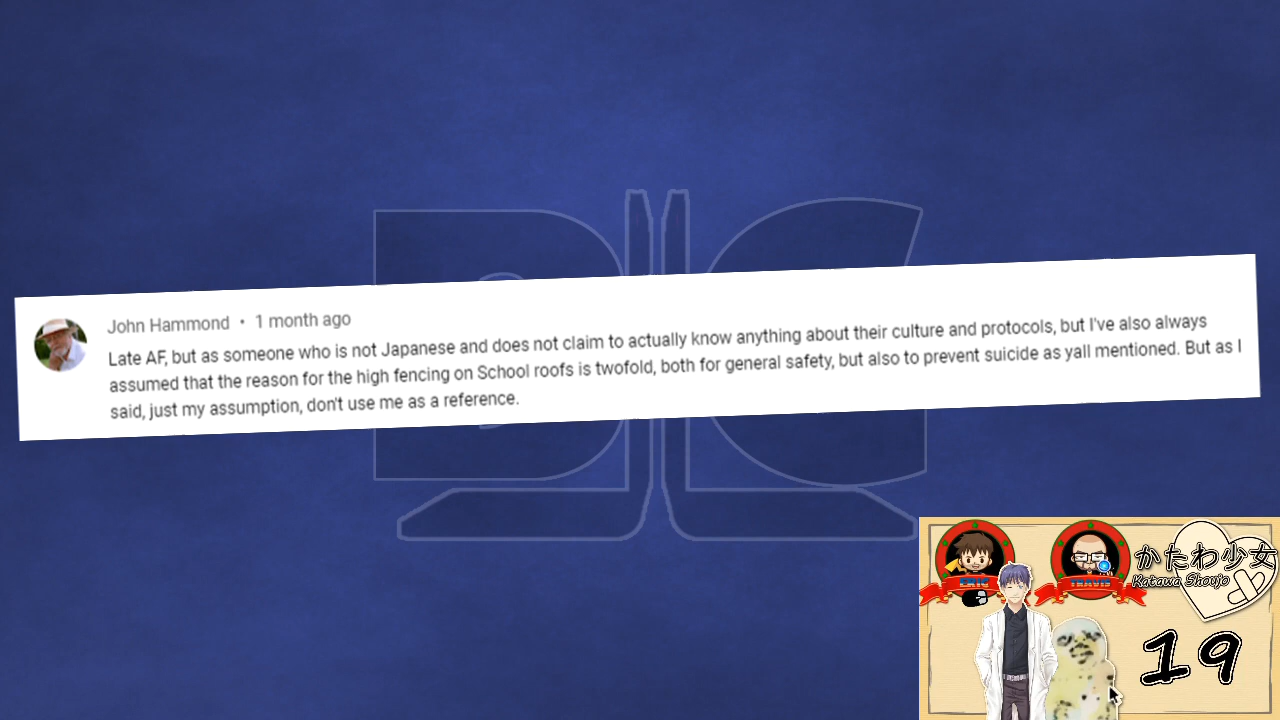 John Hammond • 1 month ago
Late AF, but as someone who is not Japanese and does not claim to actually know anything about their culture and protocols, but I've also always
assumed that the reason for the high fencing on School roofs is twofold, both for general safety, but also to prevent suicide as yall mentioned. But as I
said, just my assumption, don't use me as a reference.
ERIC
TRAVIS
かたわ少女
Katawa Shoujo
19